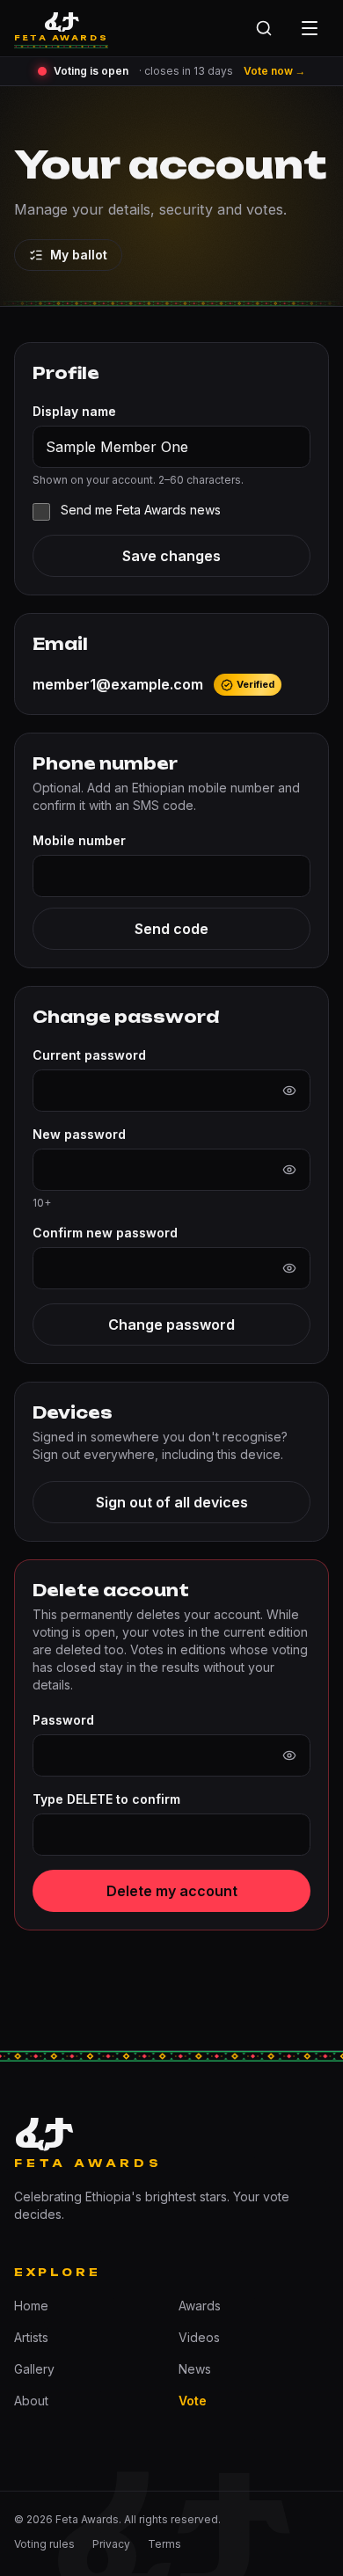 ፈታ
FETA AWARDS
Voting is open · closes in 13 days Vote now →
Your account
Manage your details, security and votes.
My ballot
Profile
Display name
Sample Member One
Shown on your account. 2–60 characters.
Send me Feta Awards news
Save changes
Email
member1@example.com Verified
Phone number
Optional. Add an Ethiopian mobile number and
confirm it with an SMS code.
Mobile number
Send code
Change password
Current password
New password
10+
Confirm new password
Change password
Devices
Signed in somewhere you don't recognise?
Sign out everywhere, including this device.
Sign out of all devices
Delete account
This permanently deletes your account. While
voting is open, your votes in the current edition
are deleted too. Votes in editions whose voting
has closed stay in the results without your
details.
Password
Type DELETE to confirm
Delete my account
ፈታ
FETA AWARDS
Celebrating Ethiopia's brightest stars. Your vote
decides.
EXPLORE
Home Awards
Artists Videos
Gallery News
About Vote
© 2026 Feta Awards. All rights reserved.
Voting rules Privacy Terms